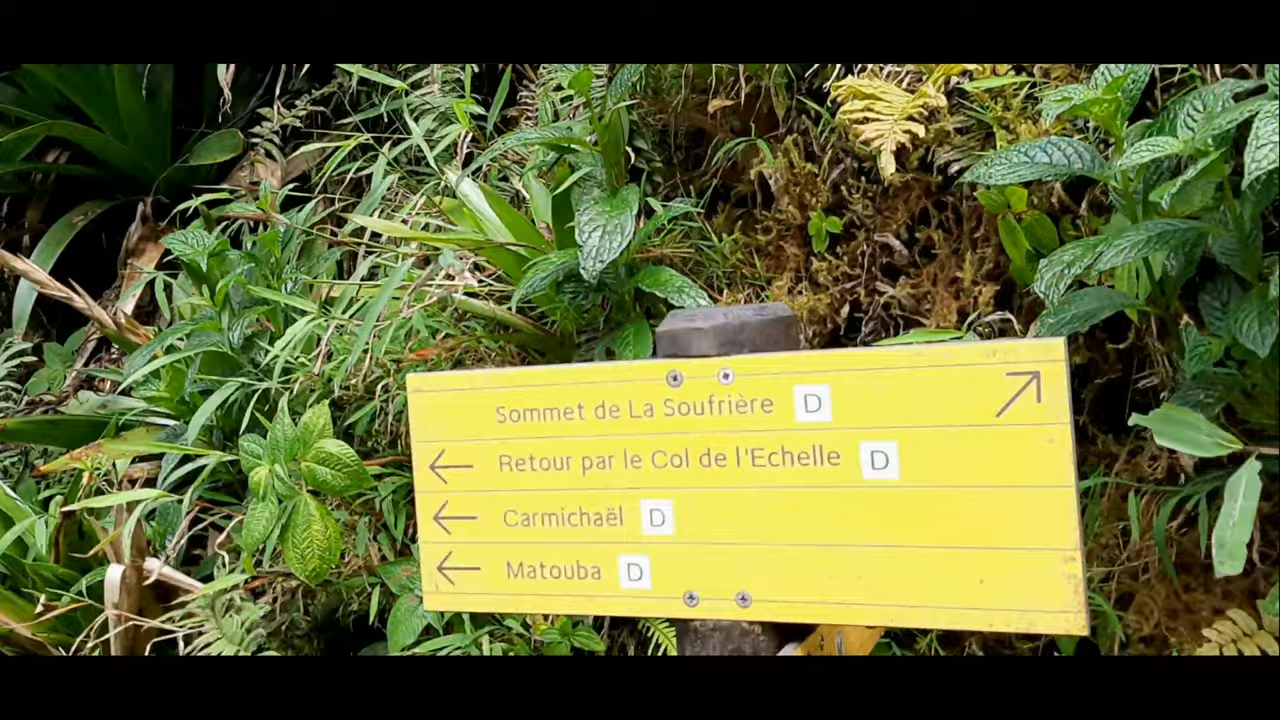 Sommet de La Soufrière D
Retour par le Col de l'Echelle D
Carmichaël D
Matouba D